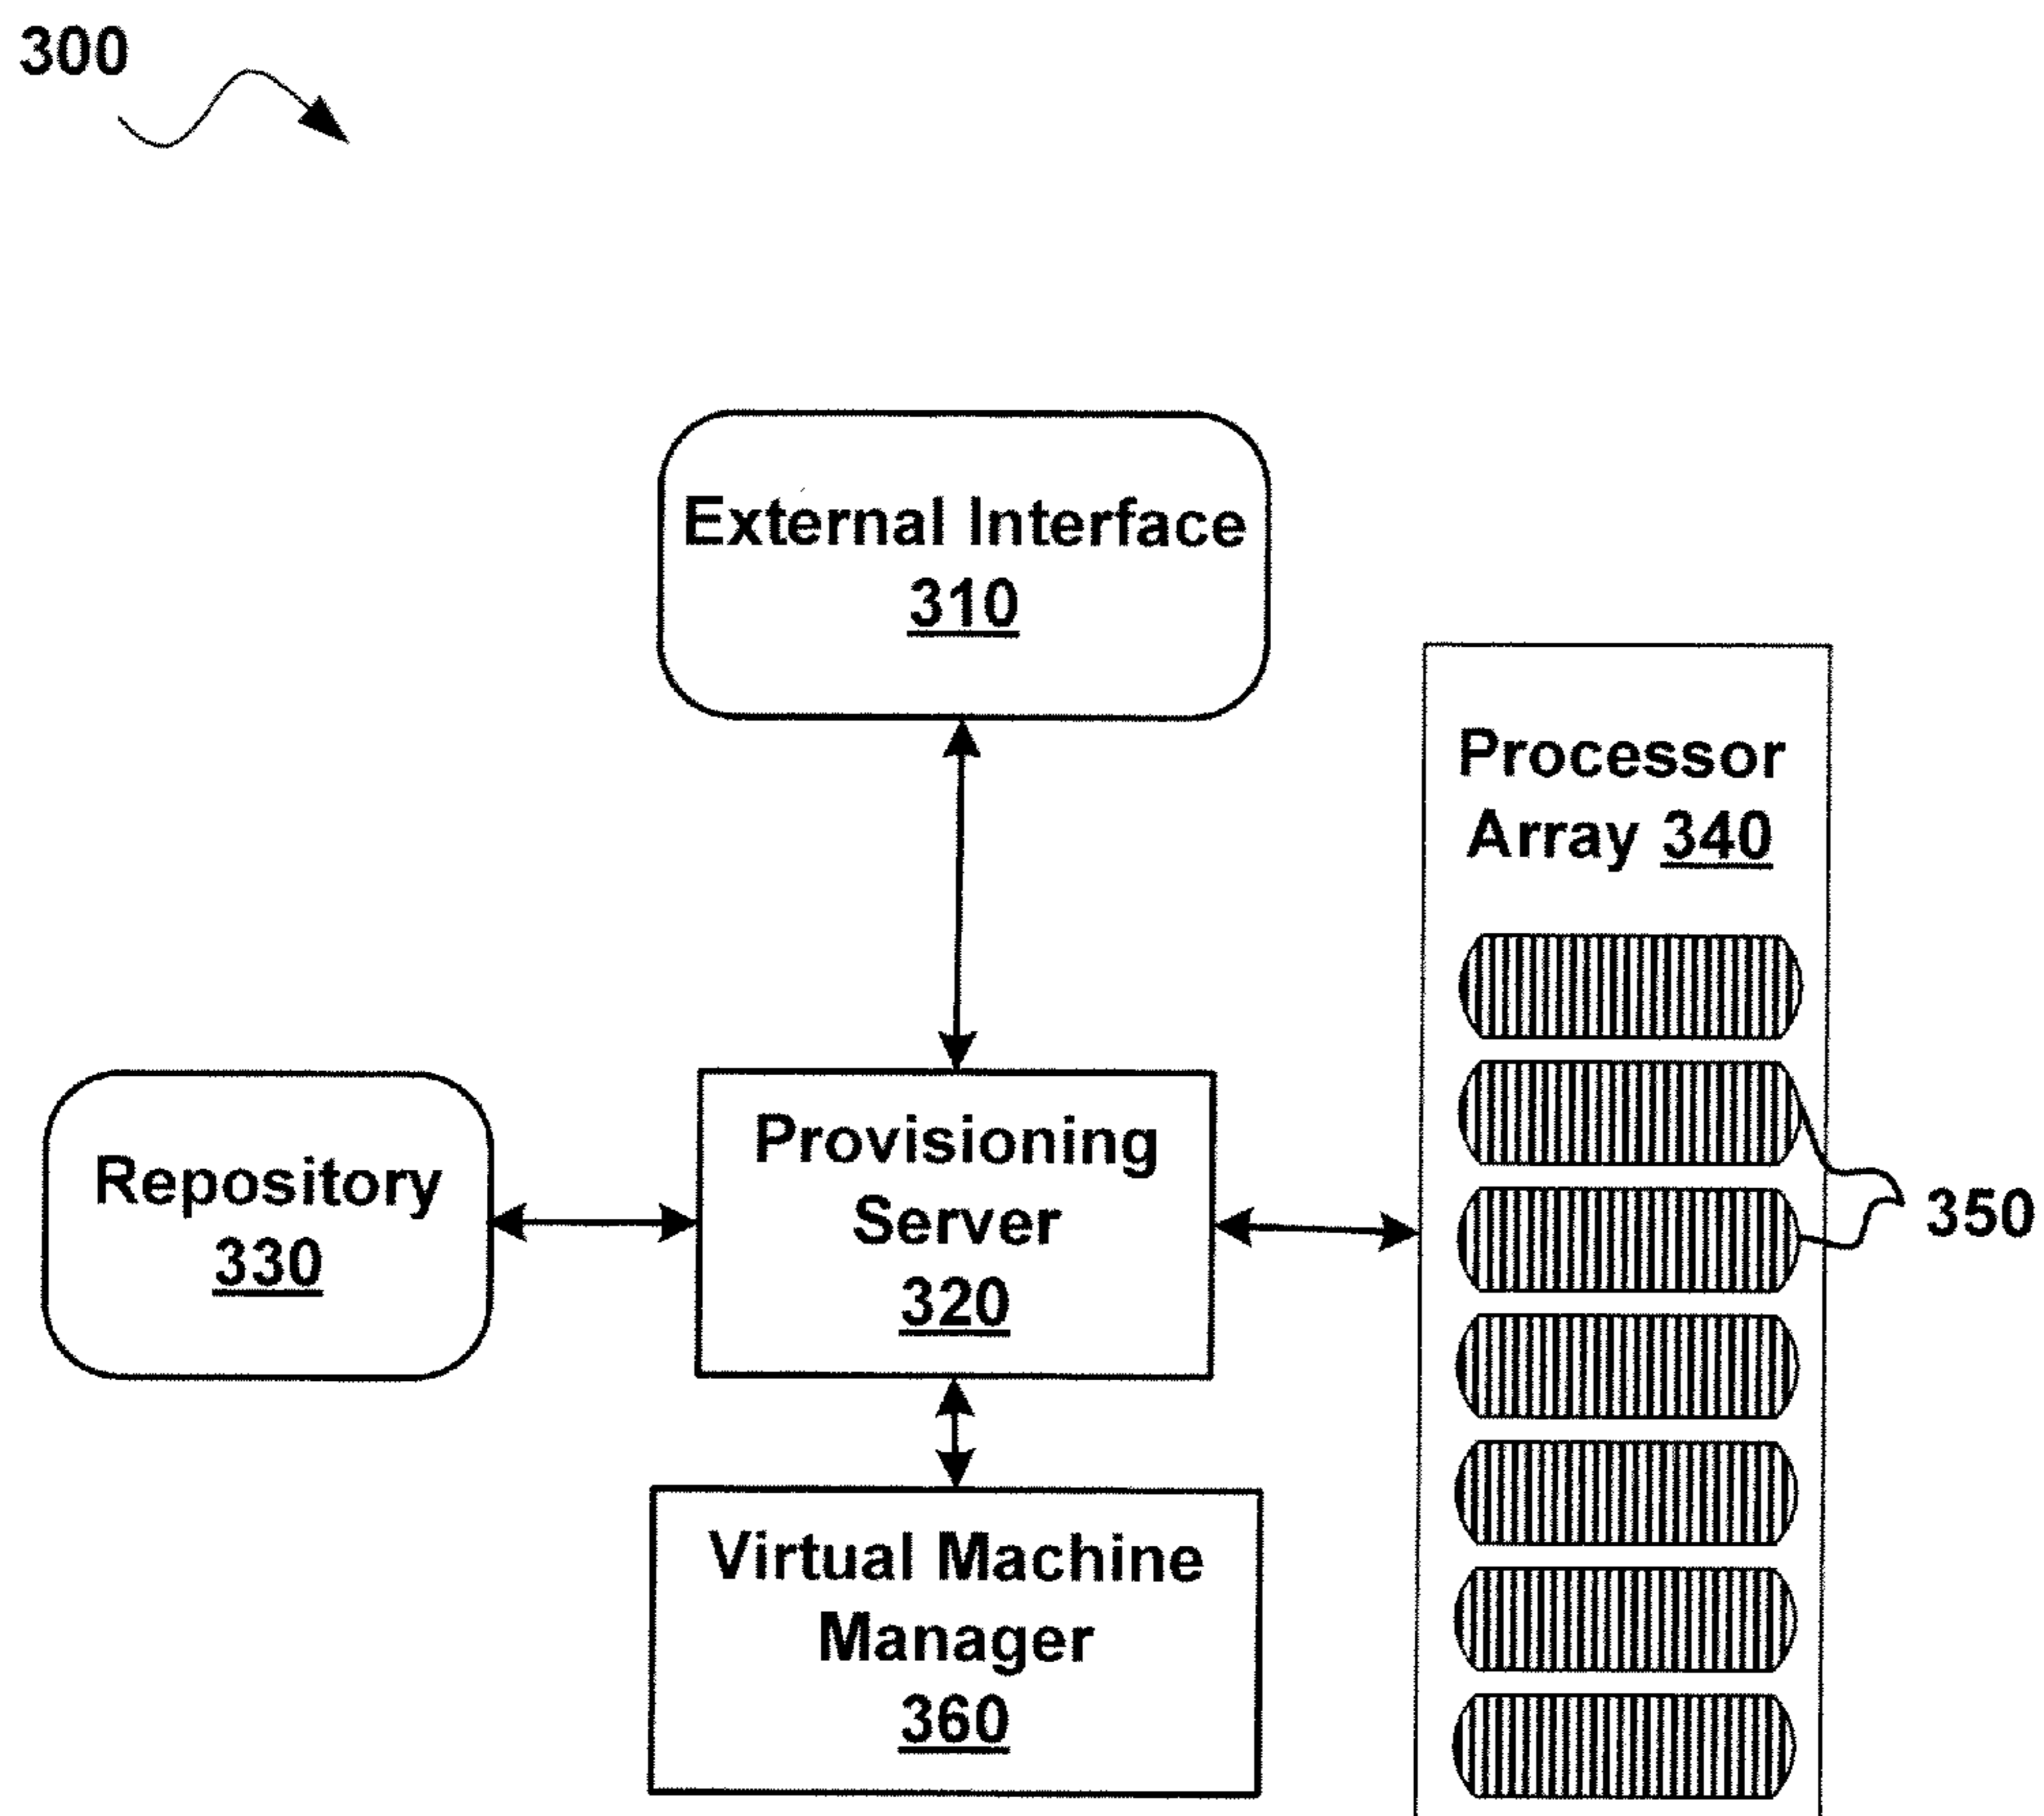 300
External Interface
310
Processor
Array 340
Repository
330
Provisioning
Server
320
350
Virtual Machine
Manager
360